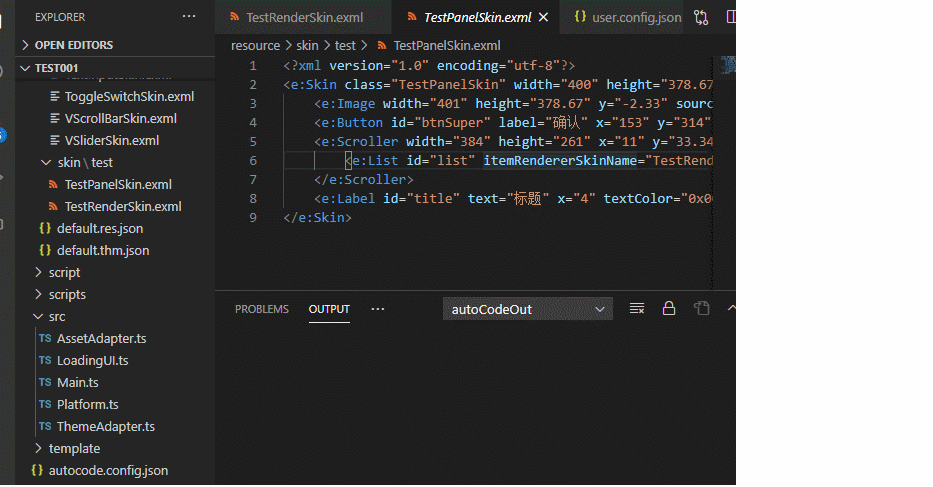 EXPLORER
OPEN EDITORS
TEST001
ToggleSwitchSkin.exml
VScrollBarSkin.exml
VSliderSkin.exml
skin \ test
TestPanelSkin.exml
TestRenderSkin.exml
default.res.json
default.thm.json
script
scripts
src
TS AssetAdapter.ts
TS LoadingUI.ts
TS Main.ts
TS Platform.ts
TS ThemeAdapter.ts
template
{} autocode.config.json
TestRenderSkin.exml TestPanelSkin.exml {} user.config.json
resource > skin > test > TestPanelSkin.exml
1 <?xml version="1.0" encoding="utf-8"?>
2 <e:Skin class="TestPanelSkin" width="400" height="378.67
3 <e:Image width="401" height="378.67" y="-2.33" sourc
4 <e:Button id="btnSuper" label="确认" x="153" y="314"
5 <e:Scroller width="384" height="261" x="11" y="33.34
6 <e:List id="list" itemRendererSkinName="TestRend
7 </e:Scroller>
8 <e:Label id="title" text="标题" x="4" textColor="0x0
9 </e:Skin>
PROBLEMS OUTPUT ··· autoCodeOut